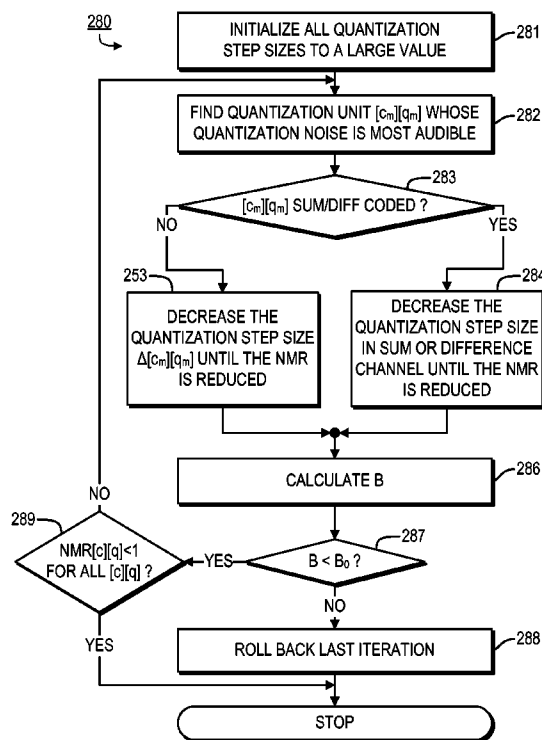 280
INITIALIZE ALL QUANTIZATION
STEP SIZES TO A LARGE VALUE
281
FIND QUANTIZATION UNIT [cm][qm] WHOSE
QUANTIZATION NOISE IS MOST AUDIBLE
282
283
[cm][qm] SUM/DIFF CODED ?
NO
YES
253
DECREASE THE
QUANTIZATION STEP SIZE
Δ[cm][qm] UNTIL THE NMR
IS REDUCED
284
DECREASE THE
QUANTIZATION STEP SIZE
IN SUM OR DIFFERENCE
CHANNEL UNTIL THE NMR
IS REDUCED
CALCULATE B
286
NO
289
NMR[c][q]<1
FOR ALL [c][q] ?
YES
287
B < B0 ?
NO
YES
ROLL BACK LAST ITERATION
288
STOP